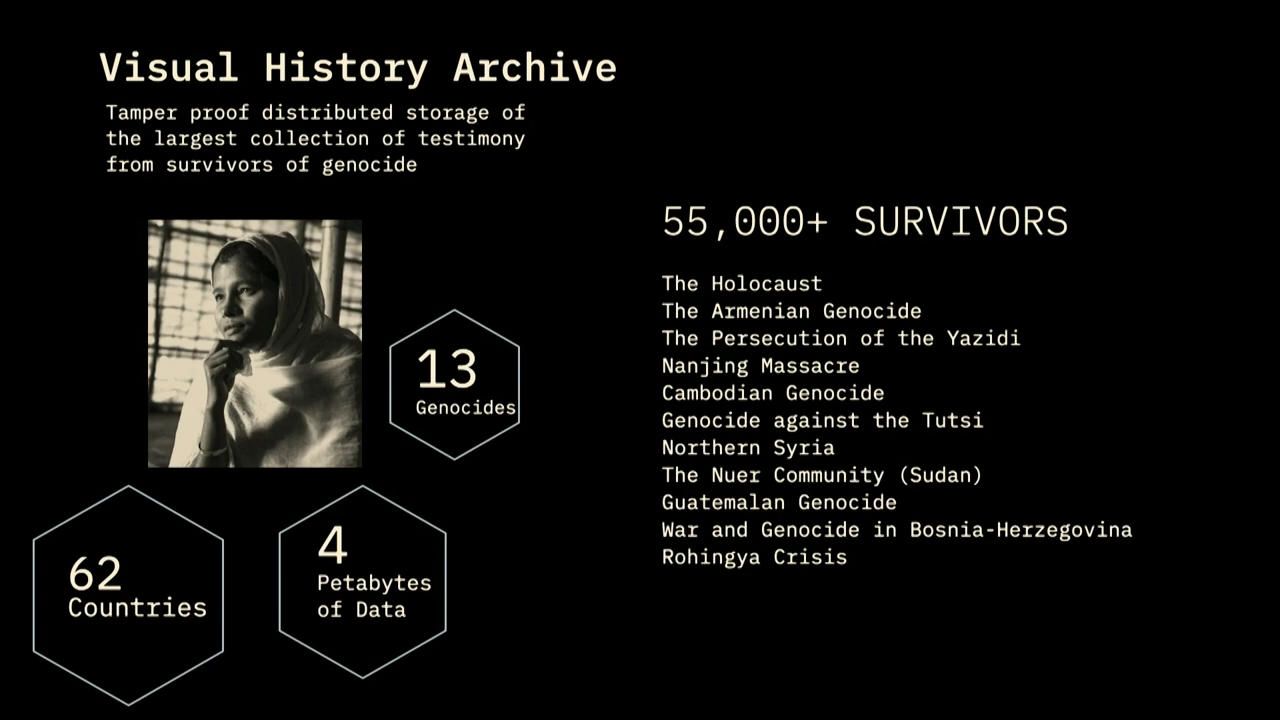 Visual History Archive
Tamper proof distributed storage of
the largest collection of testimony
from survivors of genocide
13
Genocides
62
Countries
4
Petabytes
of Data
55,000+ SURVIVORS
The Holocaust
The Armenian Genocide
The Persecution of the Yazidi
Nanjing Massacre
Cambodian Genocide
Genocide against the Tutsi
Northern Syria
The Nuer Community (Sudan)
Guatemalan Genocide
War and Genocide in Bosnia-Herzegovina
Rohingya Crisis